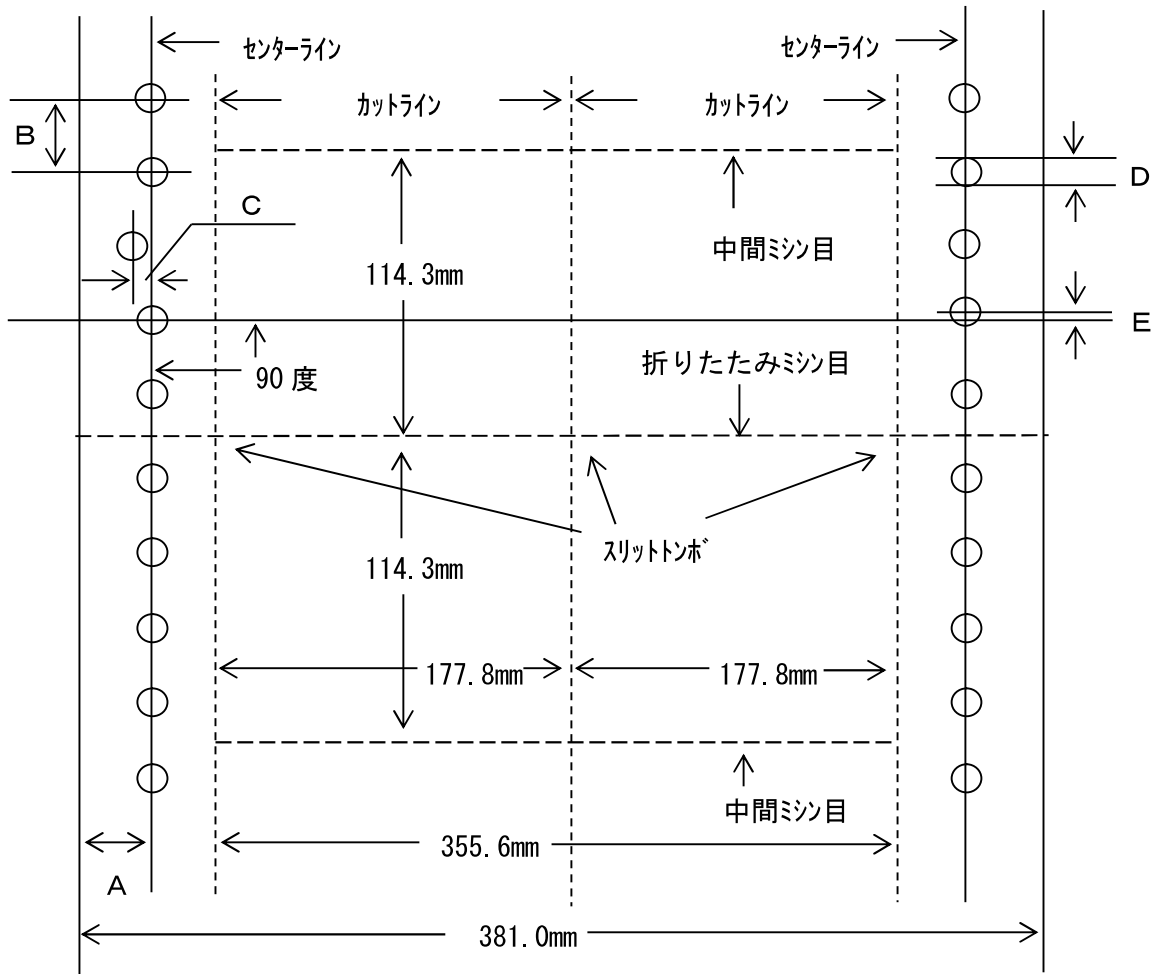 ｾﾝﾀｰﾗｲﾝ
ｾﾝﾀｰﾗｲﾝ
ｶｯﾄﾗｲﾝ
ｶｯﾄﾗｲﾝ
B
D
C
中間ﾐｼﾝ目
114.3mm
E
90度
折りたたみﾐｼﾝ目
ｽﾘｯﾄﾄﾝﾎﾞ
114.3mm
177.8mm
177.8mm
中間ﾐｼﾝ目
355.6mm
A
381.0mm